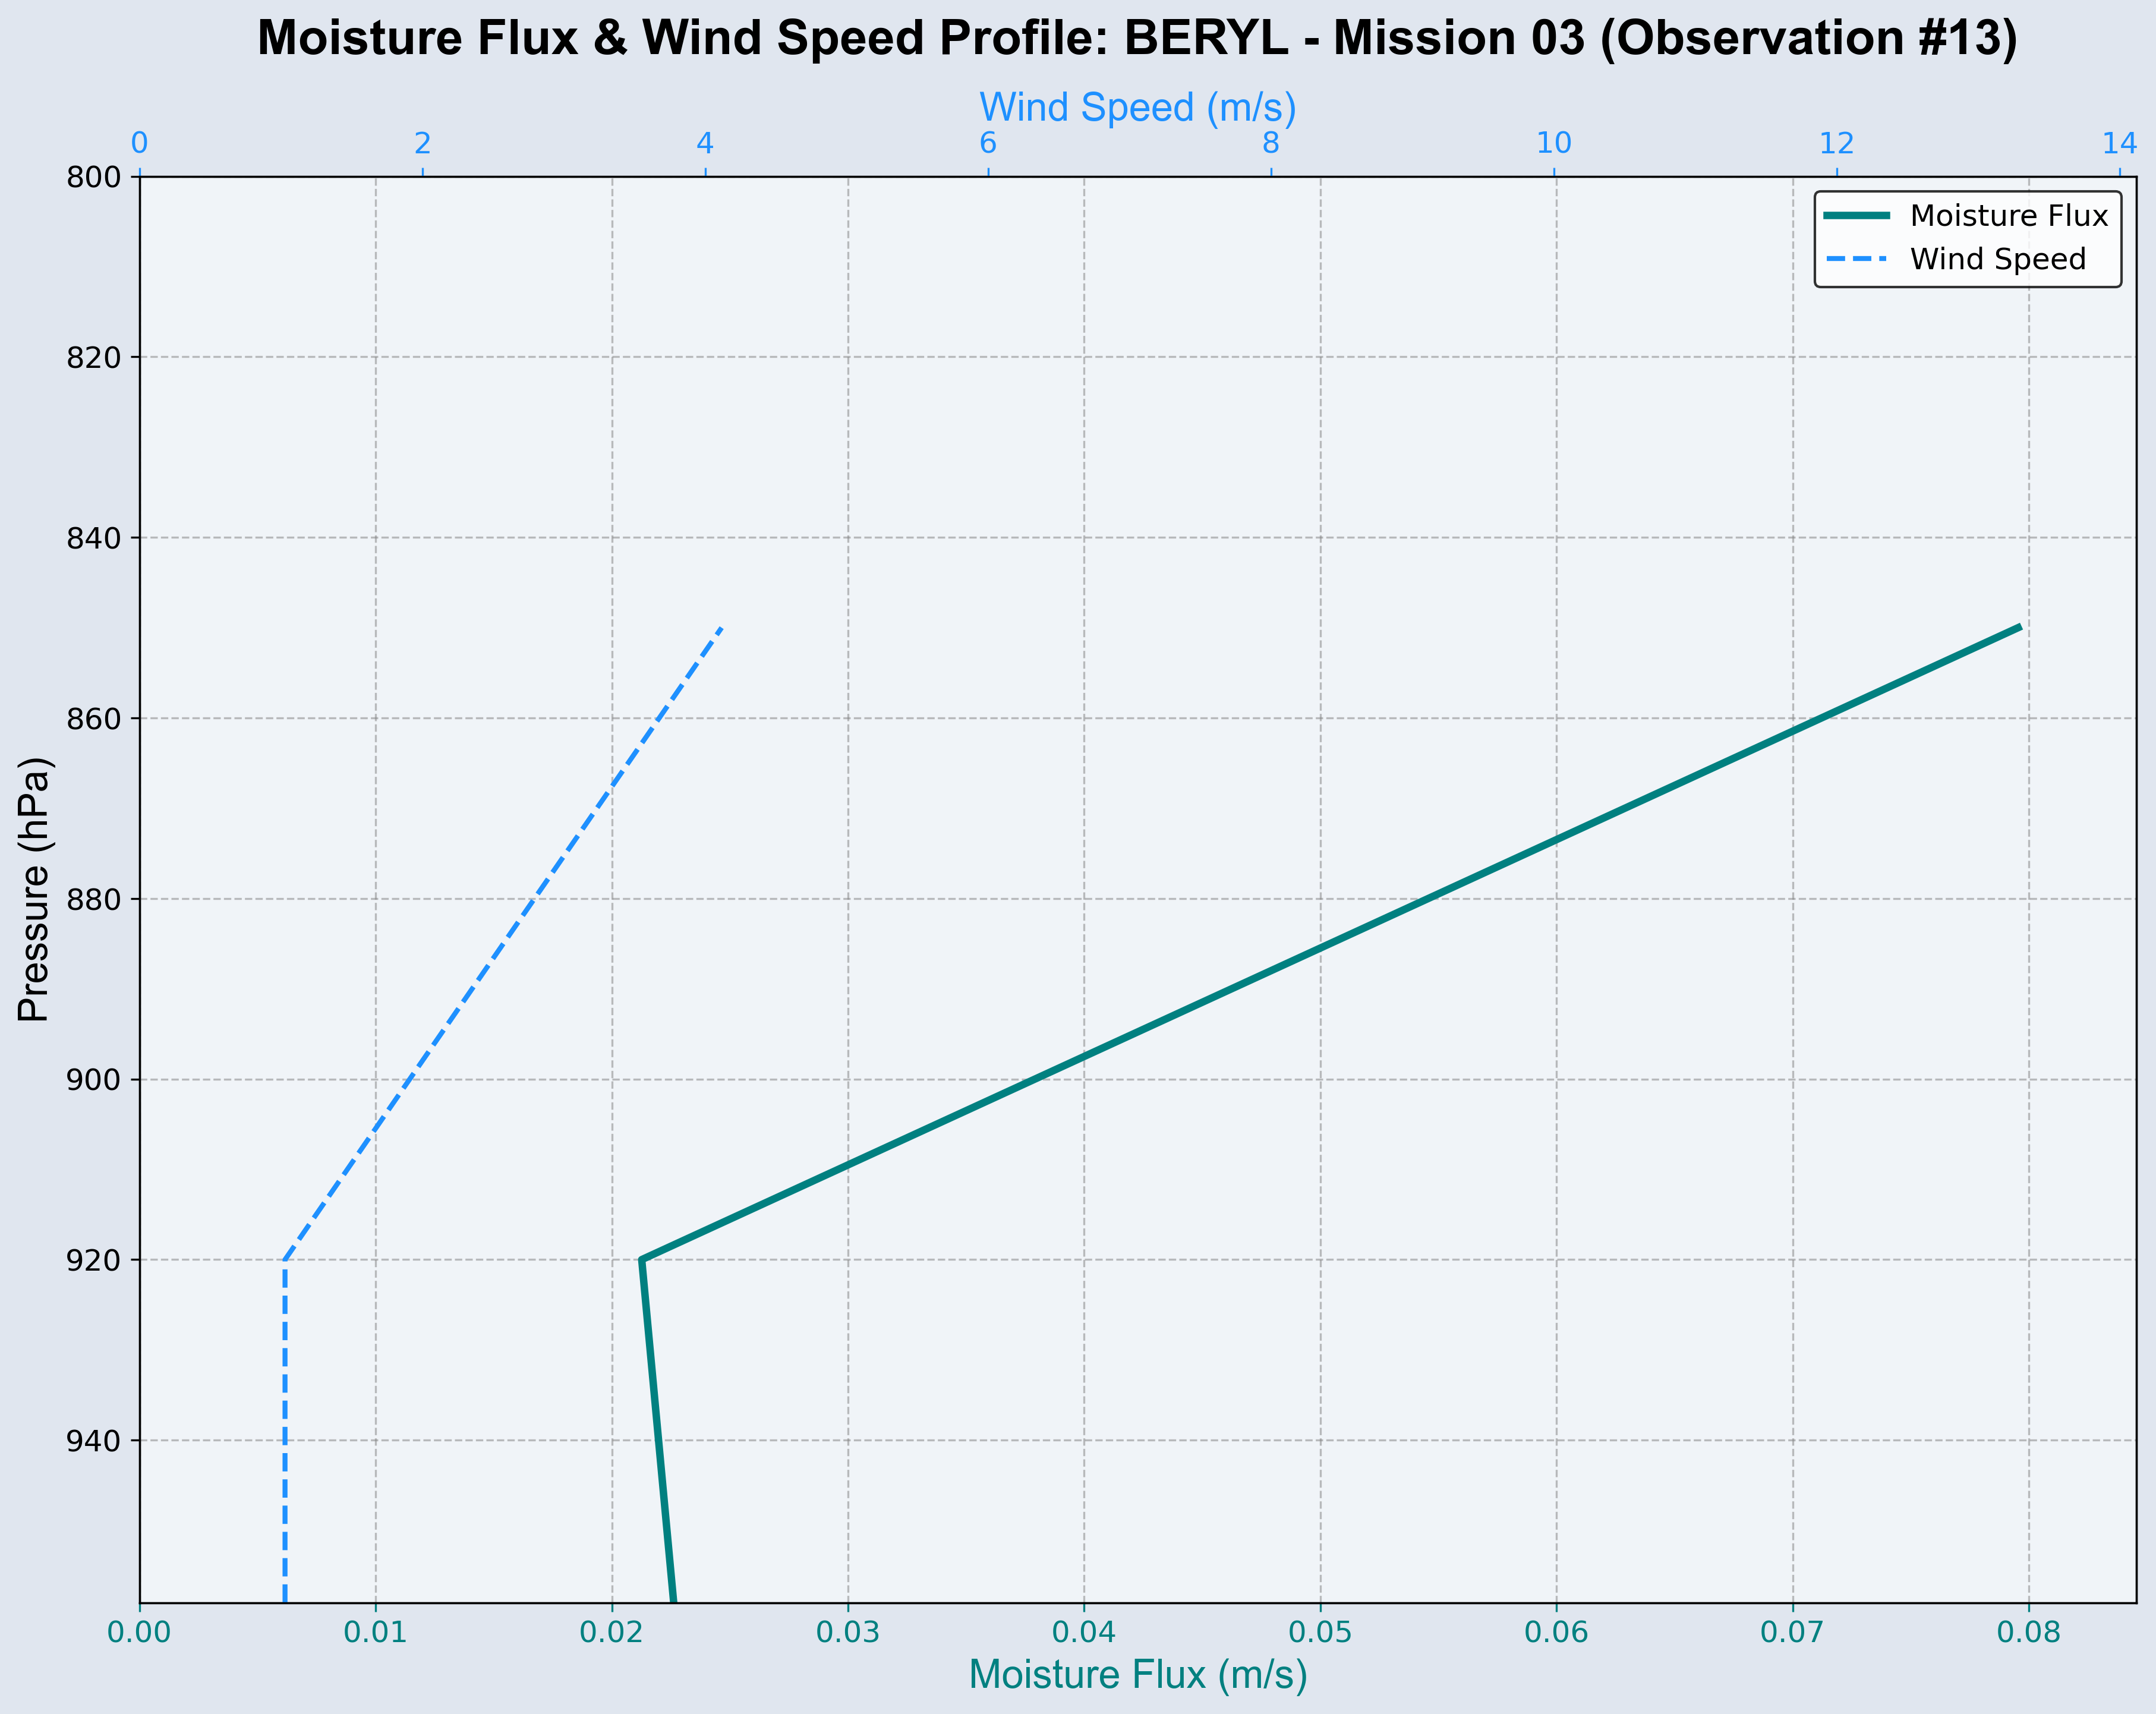 Moisture Flux & Wind Speed Profile: BERYL - Mission 03 (Observation #13)
Wind Speed (m/s)
0 2 4 6 8 10 12 14
Moisture Flux
Wind Speed
800
820
840
860
880
900
920
940
Pressure (hPa)
0.00 0.01 0.02 0.03 0.04 0.05 0.06 0.07 0.08
Moisture Flux (m/s)